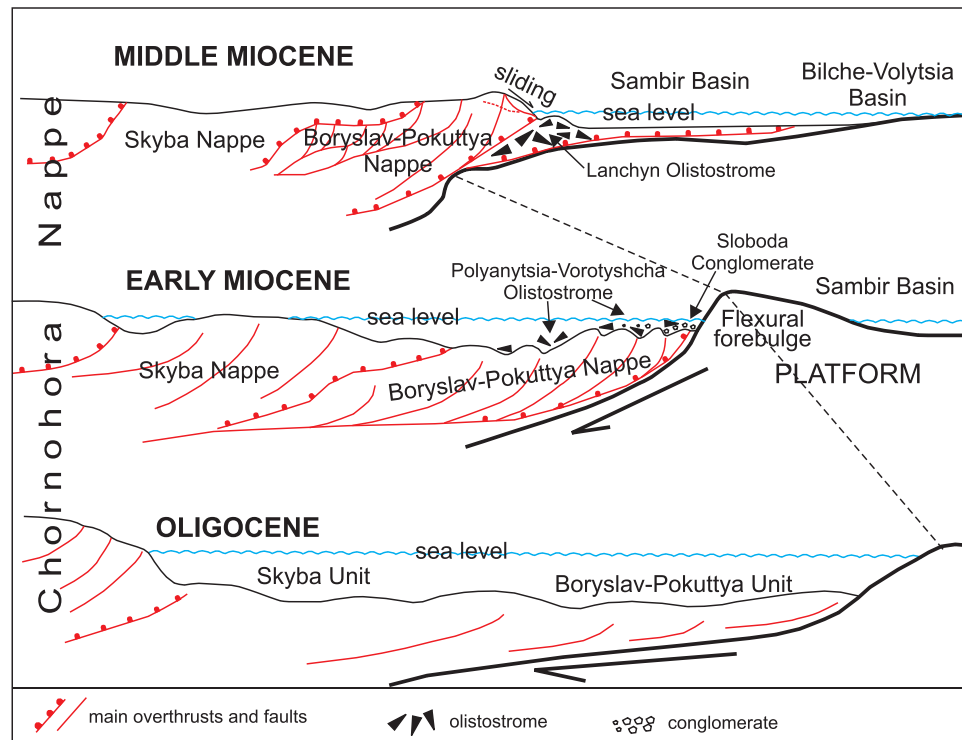 MIDDLE MIOCENE
sliding
Sambir Basin
Bilche-Volytsia
Basin
sea level
Skyba Nappe
Boryslav-Pokuttya
Nappe
Lanchyn Olistostrome
Chornohora Nappe
EARLY MIOCENE
Polyanytsia-Vorotyshcha
Olistostrome
Sloboda
Conglomerate
Sambir Basin
sea level
Flexural
forebulge
Skyba Nappe
Boryslav-Pokuttya Nappe
PLATFORM
OLIGOCENE
sea level
Skyba Unit
Boryslav-Pokuttya Unit
main overthrusts and faults
olistostrome
conglomerate